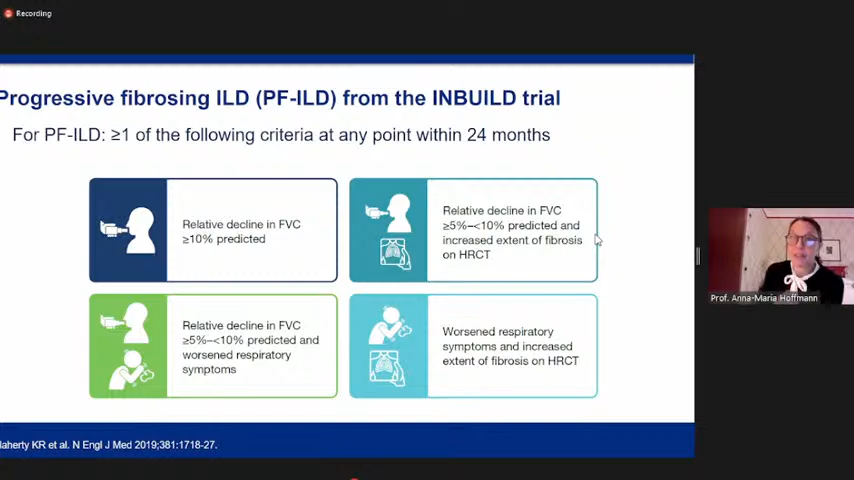 Recording
Progressive fibrosing ILD (PF-ILD) from the INBUILD trial
For PF-ILD: ≥1 of the following criteria at any point within 24 months
Relative decline in FVC
≥10% predicted
Relative decline in FVC
≥5%–<10% predicted and
increased extent of fibrosis
on HRCT
Relative decline in FVC
≥5%–<10% predicted and
worsened respiratory
symptoms
Worsened respiratory
symptoms and increased
extent of fibrosis on HRCT
Prof. Anna-Maria Hoffmann
laherty KR et al. N Engl J Med 2019;381:1718-27.